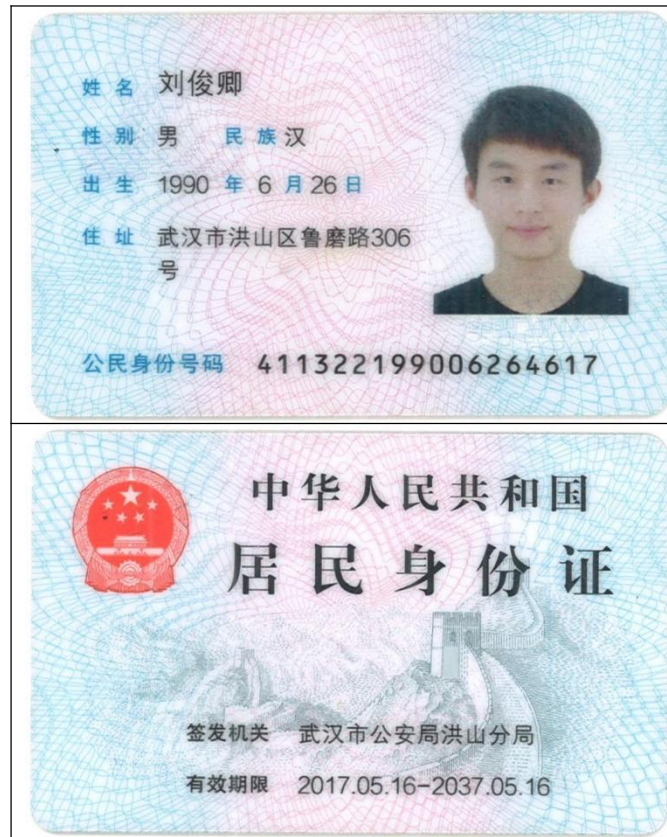 姓名 刘俊卿
性别 男 民族 汉
出生 1990 年 6 月 26 日
住址 武汉市洪山区鲁磨路306
号
公民身份号码 411322199006264617
中华人民共和国
居民身份证
签发机关 武汉市公安局洪山分局
有效期限 2017.05.16-2037.05.16